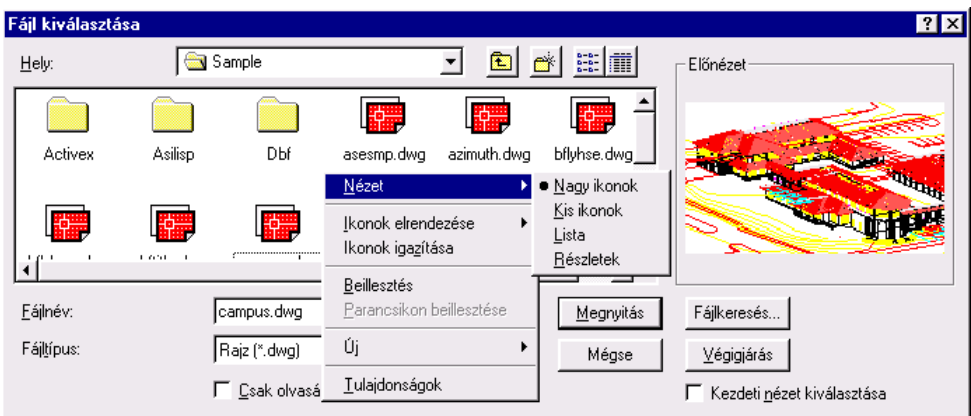 Fájl kiválasztása
Hely:
Sample
Előnézet
Activex
Asilisp
Dbf
asesmp.dwg
azimuth.dwg
bflyhse.dwg
Nézet
Nagy ikonok
Kis ikonok
Lista
Részletek
Ikonok elrendezése
Ikonok igazítása
Beillesztés
Parancsikon beillesztése
Új
Tulajdonságok
Fájlnév:
campus.dwg
Megnyitás
Fájlkeresés...
Fájltípus:
Rajz (*.dwg)
Mégse
Végigjárás
Csak olvasá
Kezdeti nézet kiválasztása